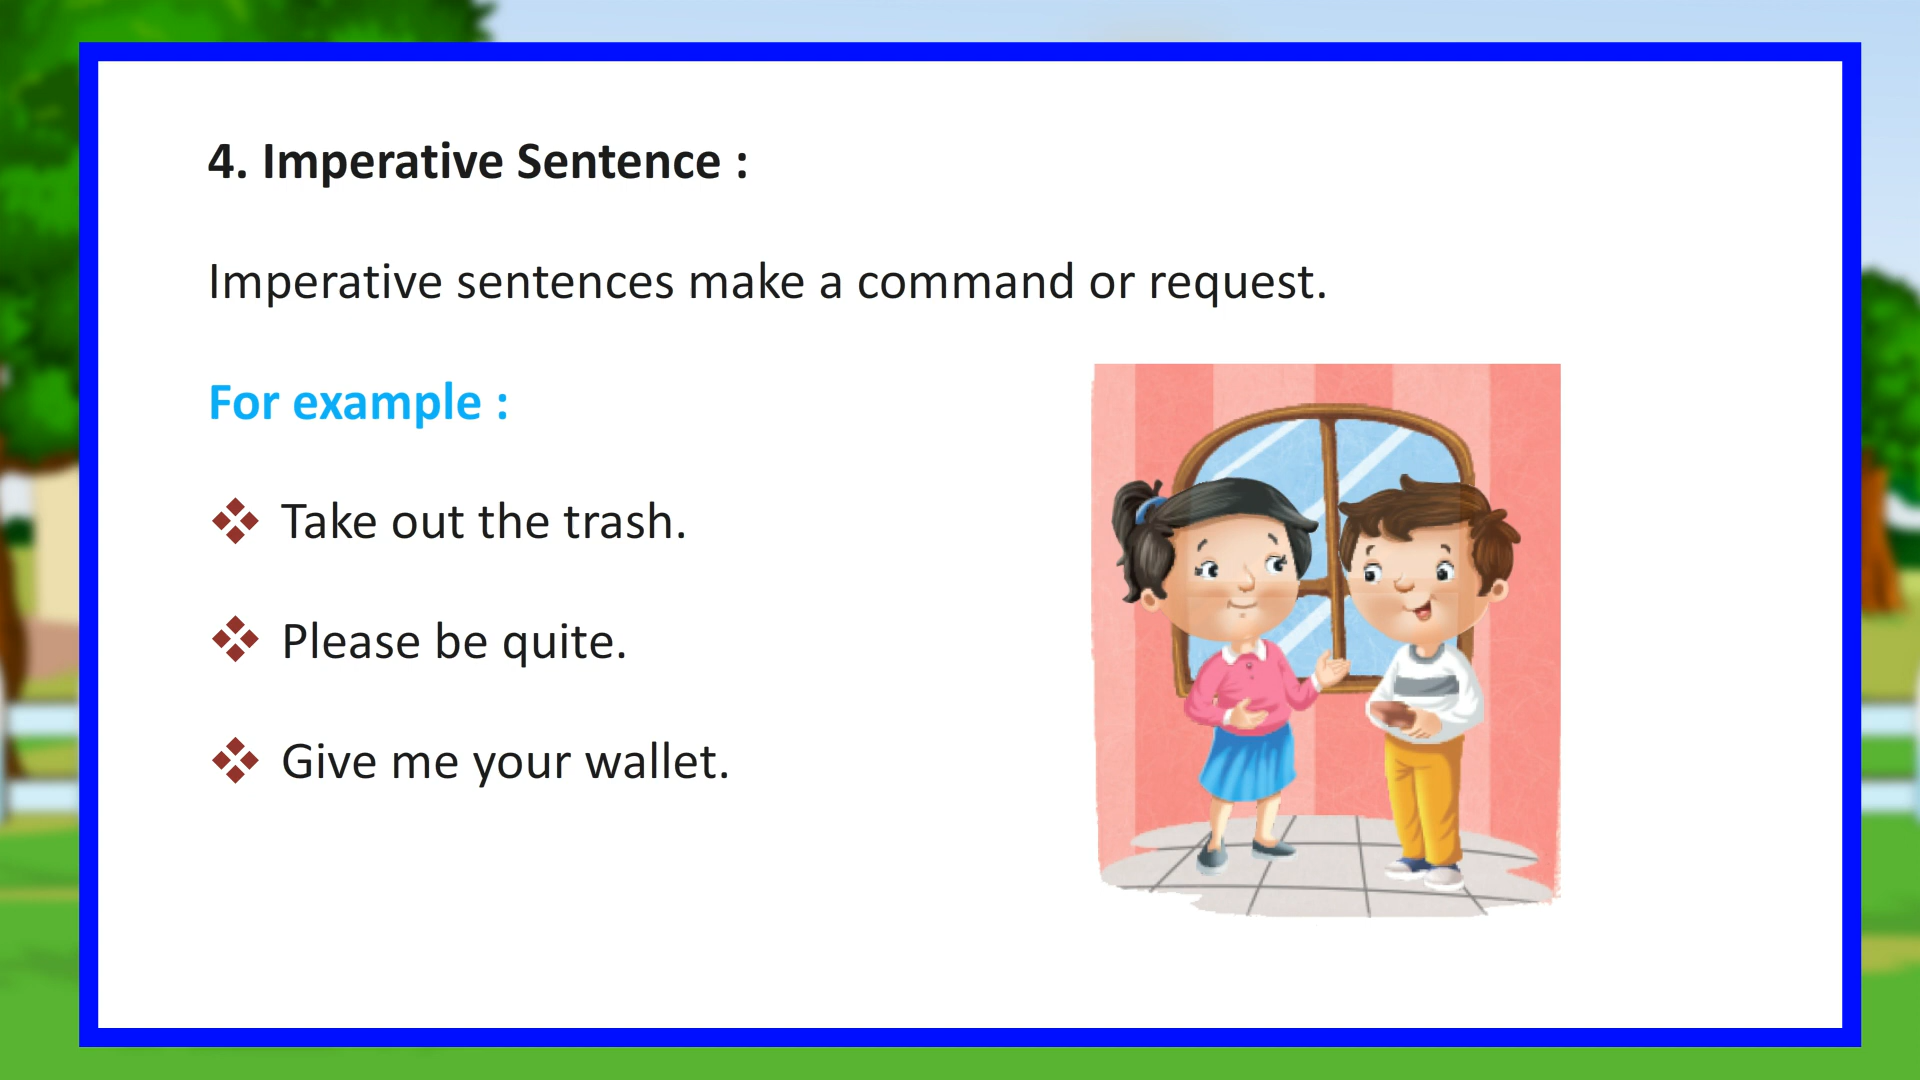 4. Imperative Sentence :
Imperative sentences make a command or request.
For example :
Take out the trash.
Please be quite.
Give me your wallet.